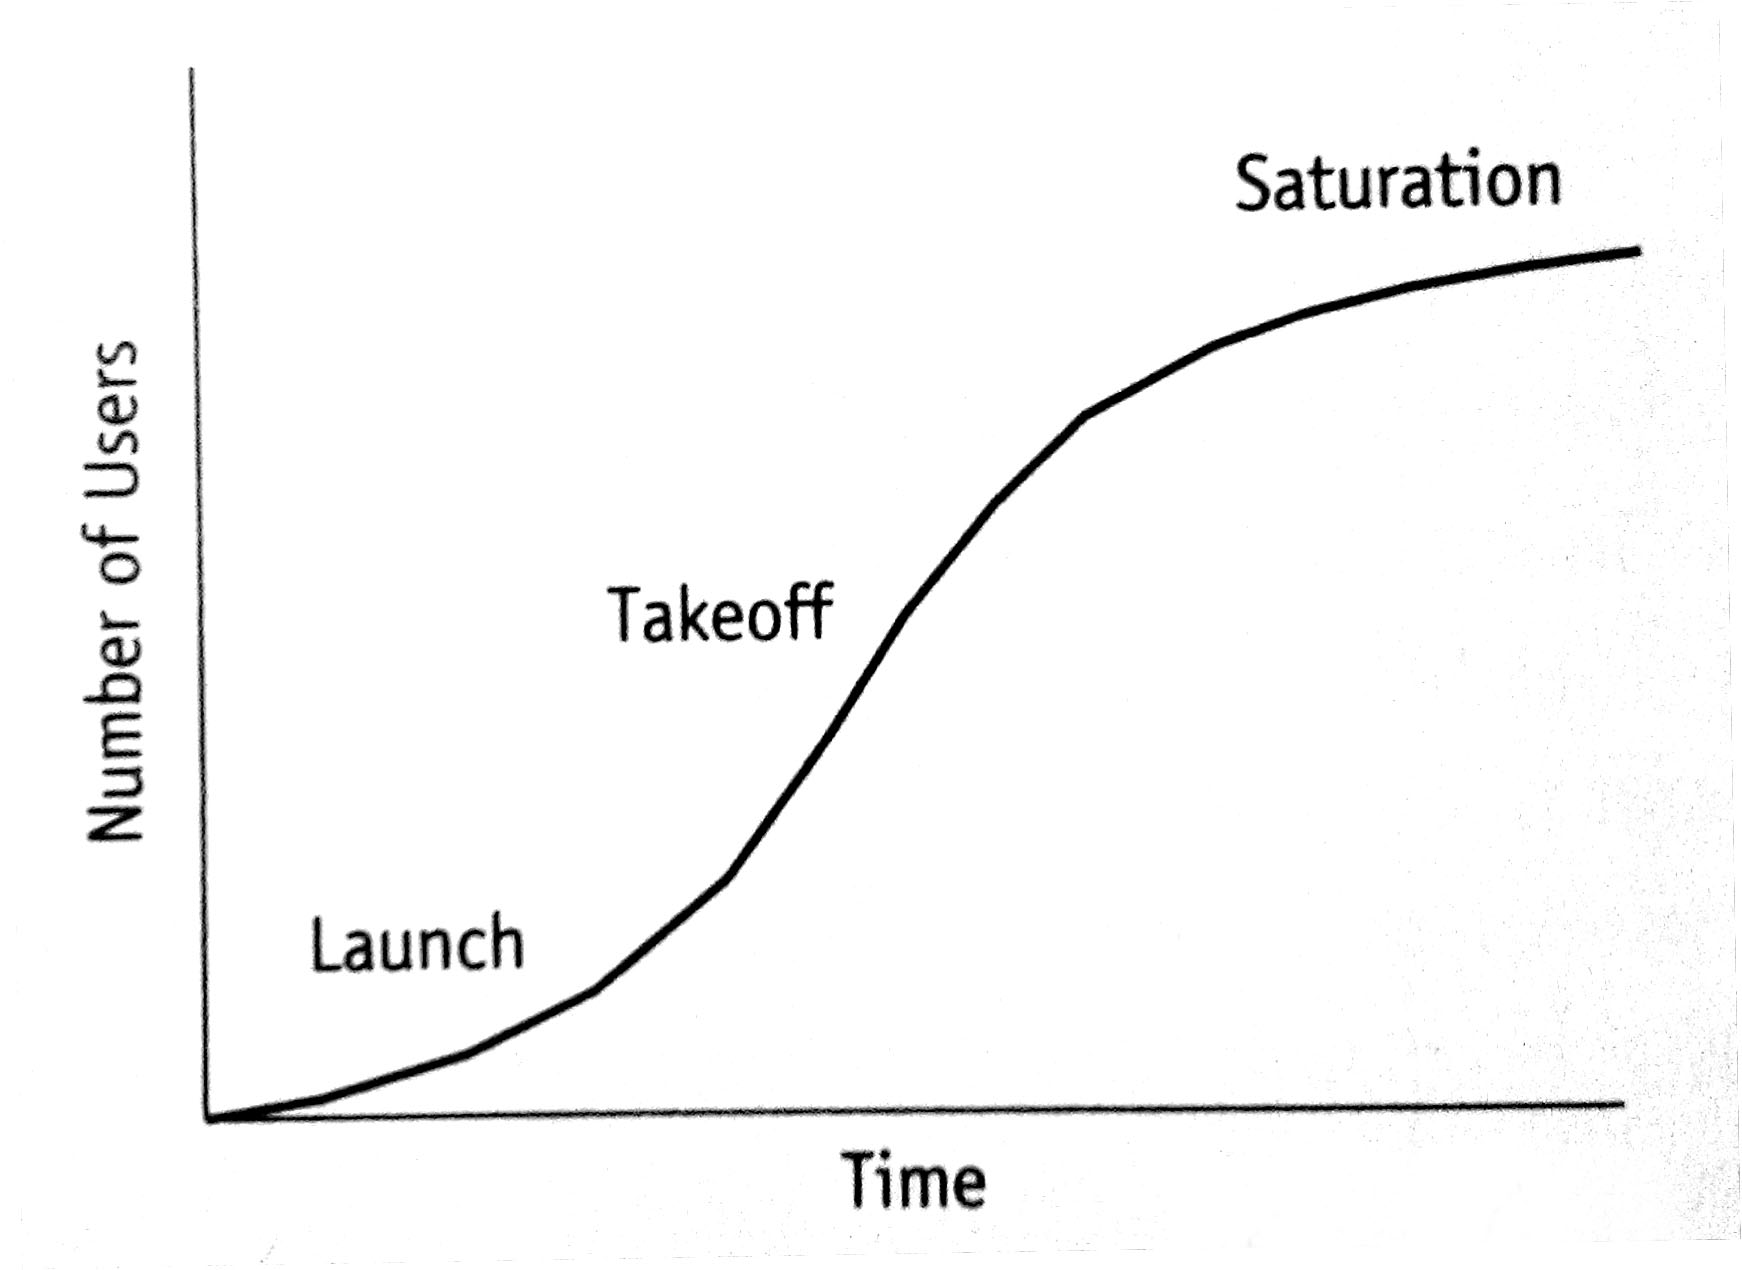 Saturation
Takeoff
Launch
Number of Users
Time